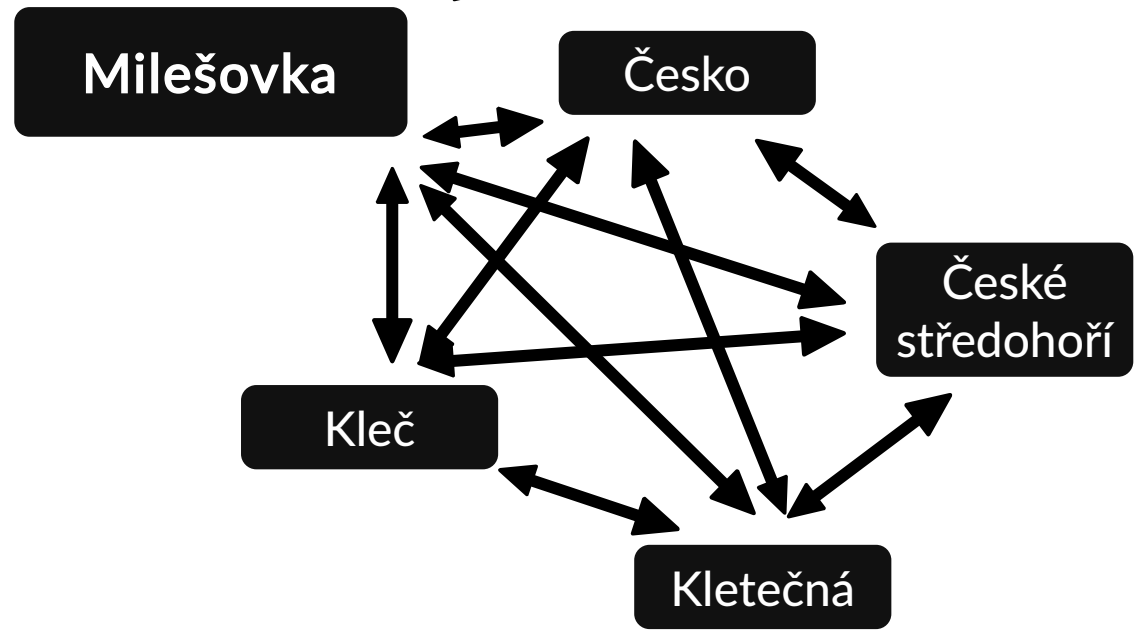 Milešovka
Česko
České
středohoří
Kleč
Kletečná